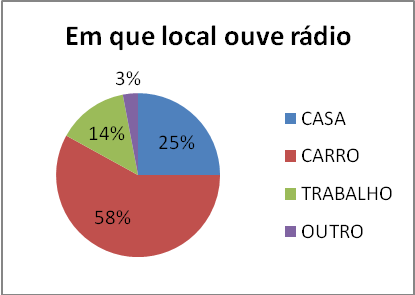 Em que local ouve rádio
3%
14%
25%
58%
CASA
CARRO
TRABALHO
OUTRO